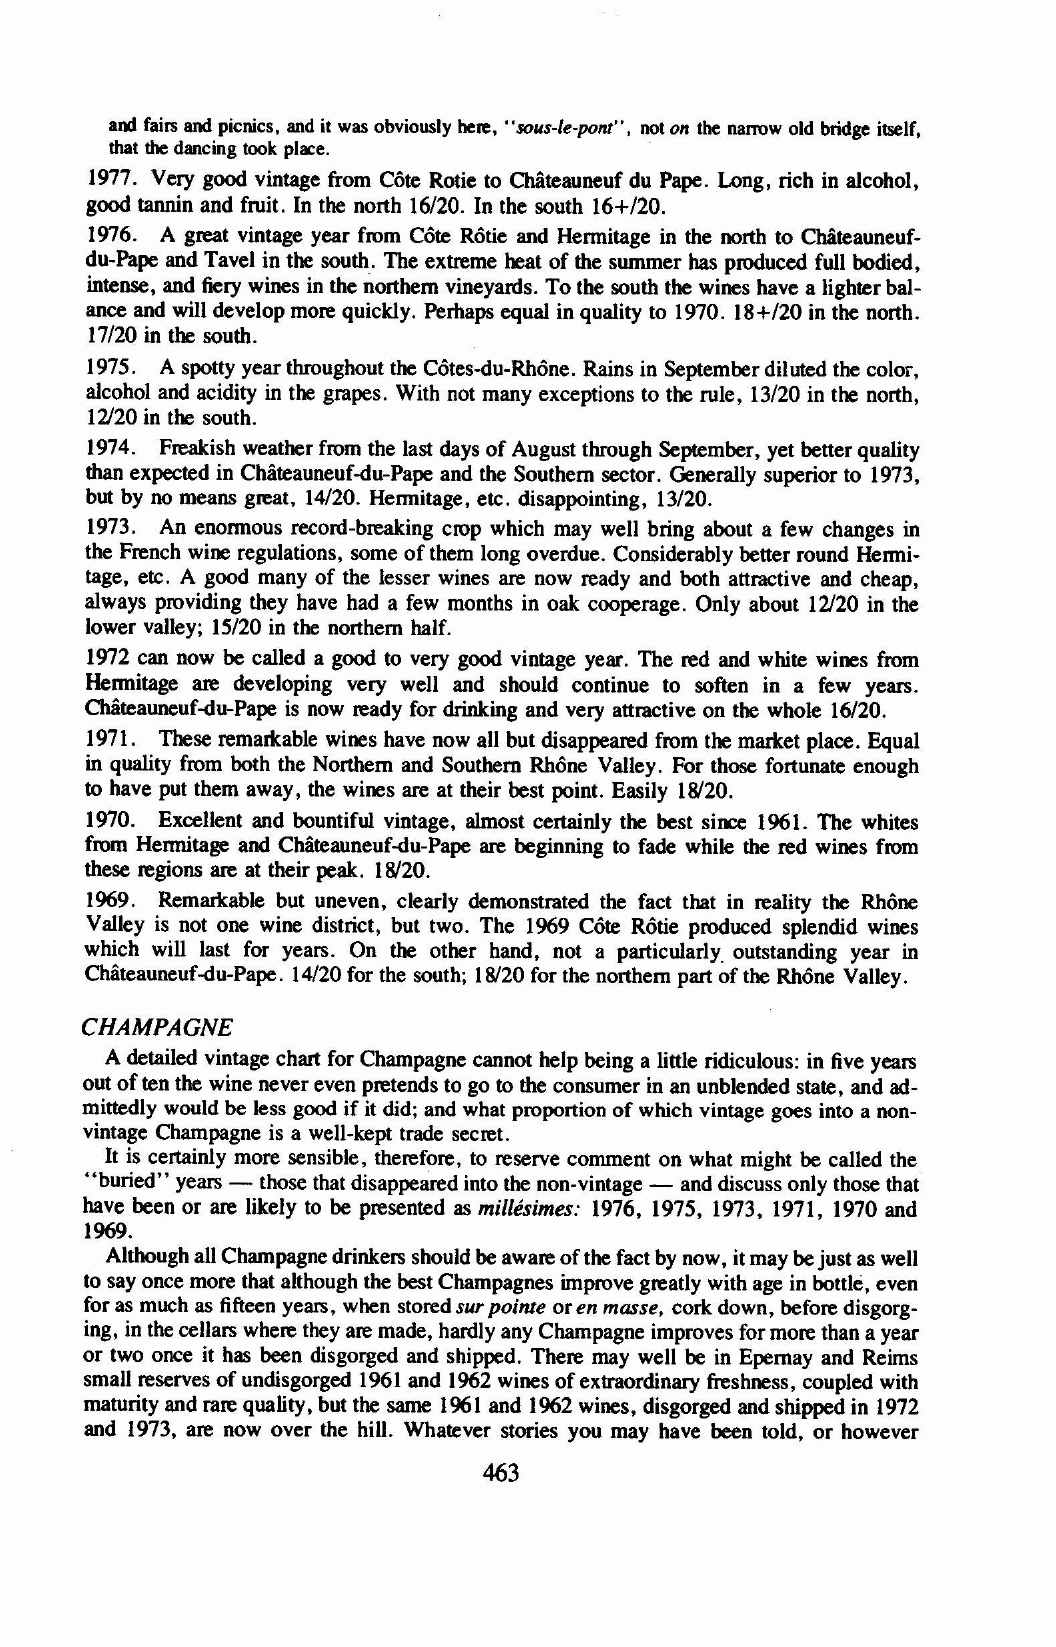 and fairs and picnics, and it was obviously here, "sous-le-pont", not on the narrow old bridge itself,
that the dancing took place.
1977. Very good vintage from Côte Rotie to Châteauneuf du Pape. Long, rich in alcohol,
good tannin and fruit. In the north 16/20. In the south 16+/20.
1976. A great vintage year from Côte Rôtie and Hermitage in the north to Châteauneuf-
du-Pape and Tavel in the south. The extreme heat of the summer has produced full bodied,
intense, and fiery wines in the northern vineyards. To the south the wines have a lighter bal-
ance and will develop more quickly. Perhaps equal in quality to 1970. 18+/20 in the north.
17/20 in the south.
1975. A spotty year throughout the Côtes-du-Rhône. Rains in September diluted the color,
alcohol and acidity in the grapes. With not many exceptions to the rule, 13/20 in the north,
12/20 in the south.
1974. Freakish weather from the last days of August through September, yet better quality
than expected in Châteauneuf-du-Pape and the Southern sector. Generally superior to 1973,
but by no means great, 14/20. Hermitage, etc. disappointing, 13/20.
1973. An enormous record-breaking crop which may well bring about a few changes in
the French wine regulations, some of them long overdue. Considerably better round Hermi-
tage, etc. A good many of the lesser wines are now ready and both attractive and cheap,
always providing they have had a few months in oak cooperage. Only about 12/20 in the
lower valley; 15/20 in the northern half.
1972 can now be called a good to very good vintage year. The red and white wines from
Hermitage are developing very well and should continue to soften in a few years.
Châteauneuf-du-Pape is now ready for drinking and very attractive on the whole 16/20.
1971. These remarkable wines have now all but disappeared from the market place. Equal
in quality from both the Northern and Southern Rhône Valley. For those fortunate enough
to have put them away, the wines are at their best point. Easily 18/20.
1970. Excellent and bountiful vintage, almost certainly the best since 1961. The whites
from Hermitage and Châteauneuf-du-Pape are beginning to fade while the red wines from
these regions are at their peak. 18/20.
1969. Remarkable but uneven, clearly demonstrated the fact that in reality the Rhône
Valley is not one wine district, but two. The 1969 Côte Rôtie produced splendid wines
which will last for years. On the other hand, not a particularly outstanding year in
Châteauneuf-du-Pape. 14/20 for the south; 18/20 for the northern part of the Rhône Valley.
CHAMPAGNE
A detailed vintage chart for Champagne cannot help being a little ridiculous: in five years
out of ten the wine never even pretends to go to the consumer in an unblended state, and ad-
mittedly would be less good if it did; and what proportion of which vintage goes into a non-
vintage Champagne is a well-kept trade secret.
It is certainly more sensible, therefore, to reserve comment on what might be called the
"buried" years — those that disappeared into the non-vintage — and discuss only those that
have been or are likely to be presented as millésimes: 1976, 1975, 1973, 1971, 1970 and
1969.
Although all Champagne drinkers should be aware of the fact by now, it may be just as well
to say once more that although the best Champagnes improve greatly with age in bottle, even
for as much as fifteen years, when stored sur pointe or en masse, cork down, before disgorg-
ing, in the cellars where they are made, hardly any Champagne improves for more than a year
or two once it has been disgorged and shipped. There may well be in Epernay and Reims
small reserves of undisgorged 1961 and 1962 wines of extraordinary freshness, coupled with
maturity and rare quality, but the same 1961 and 1962 wines, disgorged and shipped in 1972
and 1973, are now over the hill. Whatever stories you may have been told, or however
463